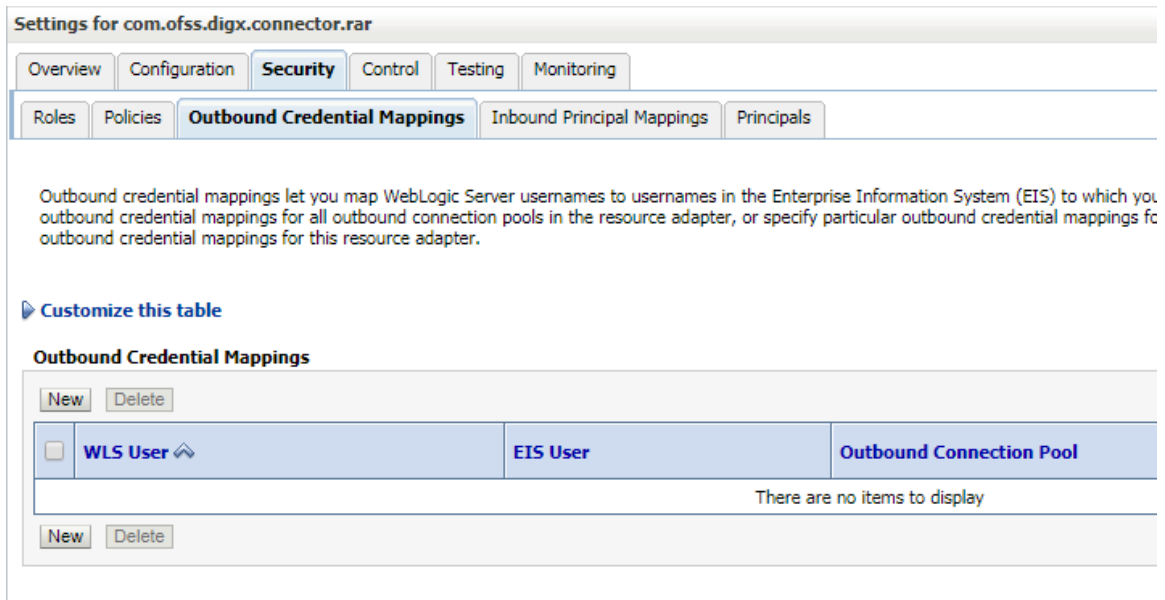 Settings for com.ofss.digx.connector.rar
Overview Configuration Security Control Testing Monitoring
Roles Policies Outbound Credential Mappings Inbound Principal Mappings Principals
Outbound credential mappings let you map WebLogic Server usernames to usernames in the Enterprise Information System (EIS) to which you
outbound credential mappings for all outbound connection pools in the resource adapter, or specify particular outbound credential mappings fo
outbound credential mappings for this resource adapter.
Customize this table
Outbound Credential Mappings
New Delete
WLS User EIS User Outbound Connection Pool
There are no items to display
New Delete